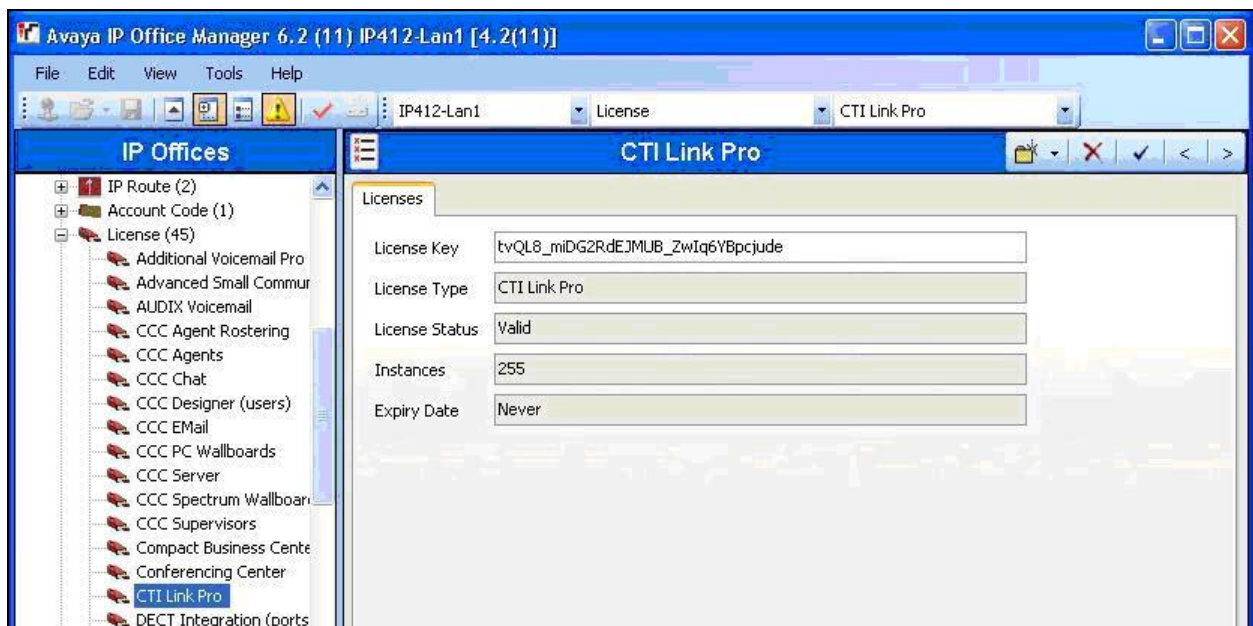 Avaya IP Office Manager 6.2 (11) IP412-Lan1 [4.2(11)]
File Edit View Tools Help
IP412-Lan1 License CTI Link Pro
IP Offices
IP Route (2)
Account Code (1)
License (45)
Additional Voicemail Pro
Advanced Small Commur
AUDIX Voicemail
CCC Agent Rostering
CCC Agents
CCC Chat
CCC Designer (users)
CCC EMail
CCC PC Wallboards
CCC Server
CCC Spectrum Wallboar
CCC Supervisors
Compact Business Cente
Conferencing Center
CTI Link Pro
DECT Integration (ports
CTI Link Pro
Licenses
License Key tvQL8_miDG2RdEJMUB_ZwIq6YBpcjude
License Type CTI Link Pro
License Status Valid
Instances 255
Expiry Date Never